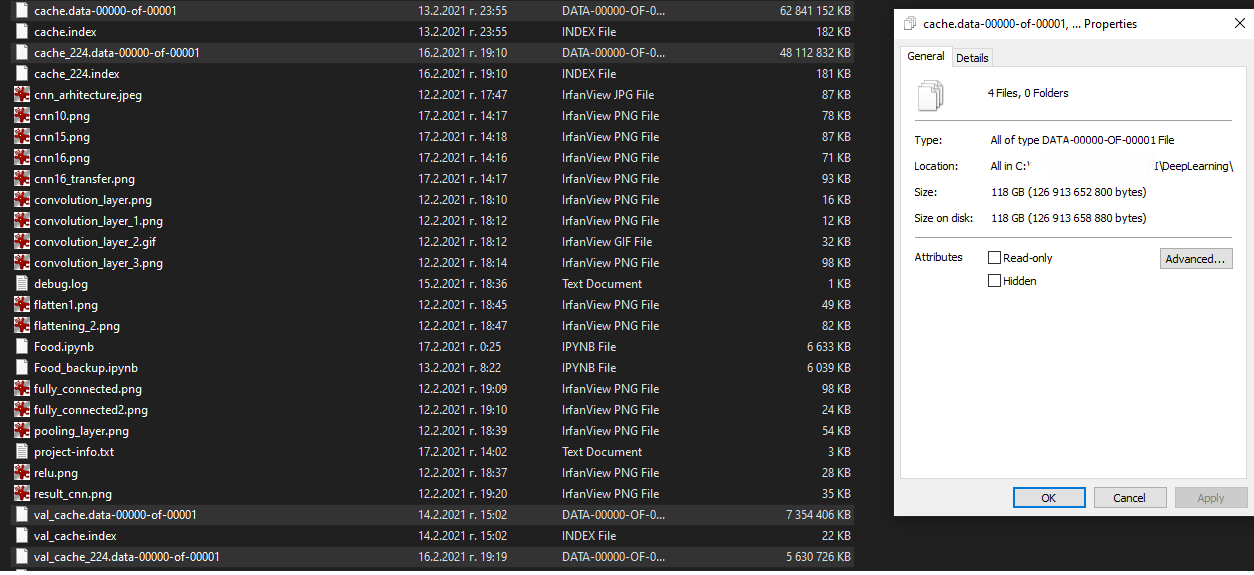 cache.data-00000-of-00001 13.2.2021 г. 23:55 DATA-00000-OF-0... 62 841 152 KB
cache.index 13.2.2021 г. 23:55 INDEX File 182 KB
cache_224.data-00000-of-00001 16.2.2021 г. 19:10 DATA-00000-OF-0... 48 112 832 KB
cache_224.index 16.2.2021 г. 19:10 INDEX File 181 KB
cnn_arhitecture.jpeg 12.2.2021 г. 17:47 IrfanView JPG File 87 KB
cnn10.png 17.2.2021 г. 14:17 IrfanView PNG File 78 KB
cnn15.png 17.2.2021 г. 14:18 IrfanView PNG File 87 KB
cnn16.png 17.2.2021 г. 14:16 IrfanView PNG File 71 KB
cnn16_transfer.png 17.2.2021 г. 14:17 IrfanView PNG File 93 KB
convolution_layer.png 12.2.2021 г. 18:10 IrfanView PNG File 16 KB
convolution_layer_1.png 12.2.2021 г. 18:12 IrfanView PNG File 12 KB
convolution_layer_2.gif 12.2.2021 г. 18:12 IrfanView GIF File 32 KB
convolution_layer_3.png 12.2.2021 г. 18:14 IrfanView PNG File 98 KB
debug.log 15.2.2021 г. 18:36 Text Document 1 KB
flatten1.png 12.2.2021 г. 18:45 IrfanView PNG File 49 KB
flattening_2.png 12.2.2021 г. 18:47 IrfanView PNG File 82 KB
Food.ipynb 17.2.2021 г. 0:25 IPYNB File 6 633 KB
Food_backup.ipynb 13.2.2021 г. 8:22 IPYNB File 6 039 KB
fully_connected.png 12.2.2021 г. 19:09 IrfanView PNG File 98 KB
fully_connected2.png 12.2.2021 г. 19:10 IrfanView PNG File 24 KB
pooling_layer.png 12.2.2021 г. 18:39 IrfanView PNG File 54 KB
project-info.txt 17.2.2021 г. 14:02 Text Document 3 KB
relu.png 12.2.2021 г. 18:37 IrfanView PNG File 28 KB
result_cnn.png 12.2.2021 г. 19:20 IrfanView PNG File 35 KB
val_cache.data-00000-of-00001 14.2.2021 г. 15:02 DATA-00000-OF-0... 7 354 406 KB
val_cache.index 14.2.2021 г. 15:02 INDEX File 22 KB
val_cache_224.data-00000-of-00001 16.2.2021 г. 19:19 DATA-00000-OF-0... 5 630 726 KB
cache.data-00000-of-00001, ... Properties
General Details
4 Files, 0 Folders
Type: All of type DATA-00000-OF-00001 File
Location: All in C:\ \DeepLearning\
Size: 118 GB (126 913 652 800 bytes)
Size on disk: 118 GB (126 913 658 880 bytes)
Attributes Read-only Advanced...
Hidden
OK Cancel Apply